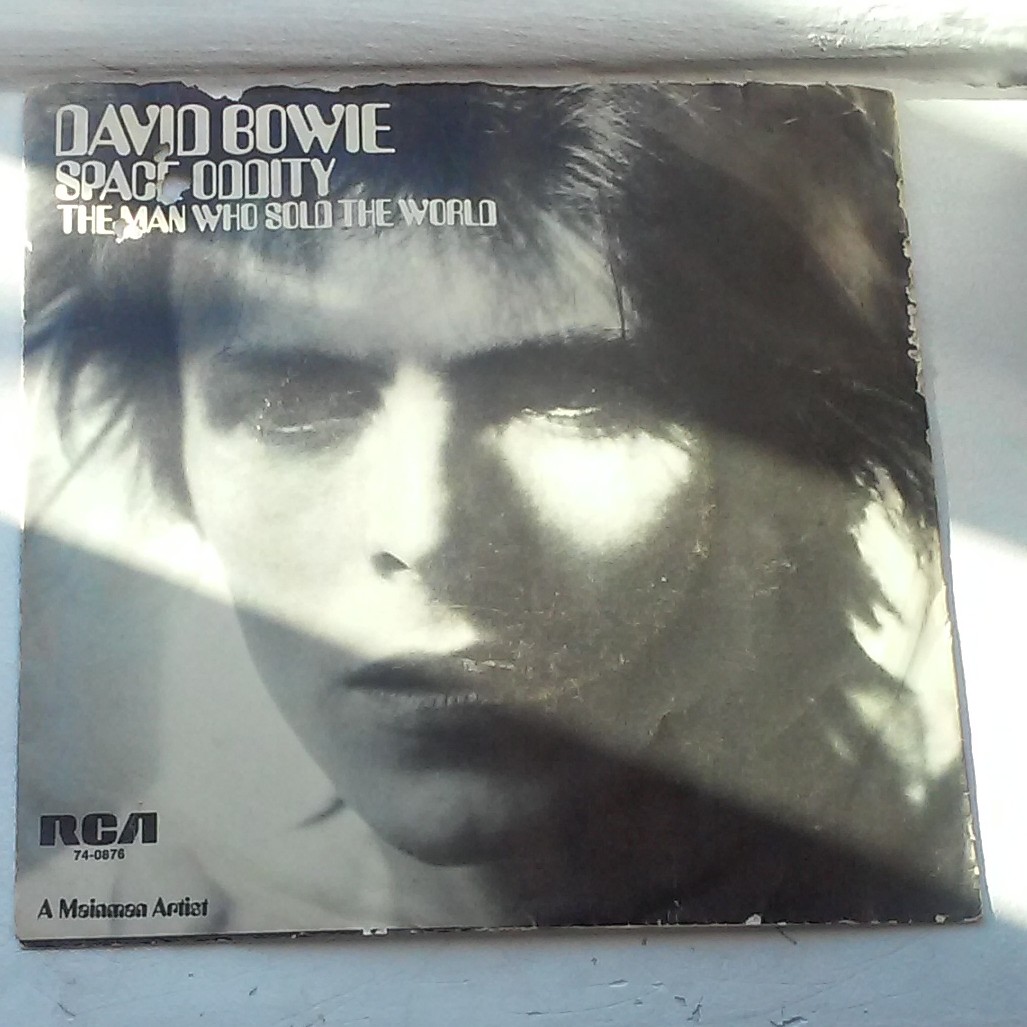 DAVID BOWIE
SPACE ODDITY
THE MAN WHO SOLD THE WORLD
RCA
74-0876
A Mainman Artist